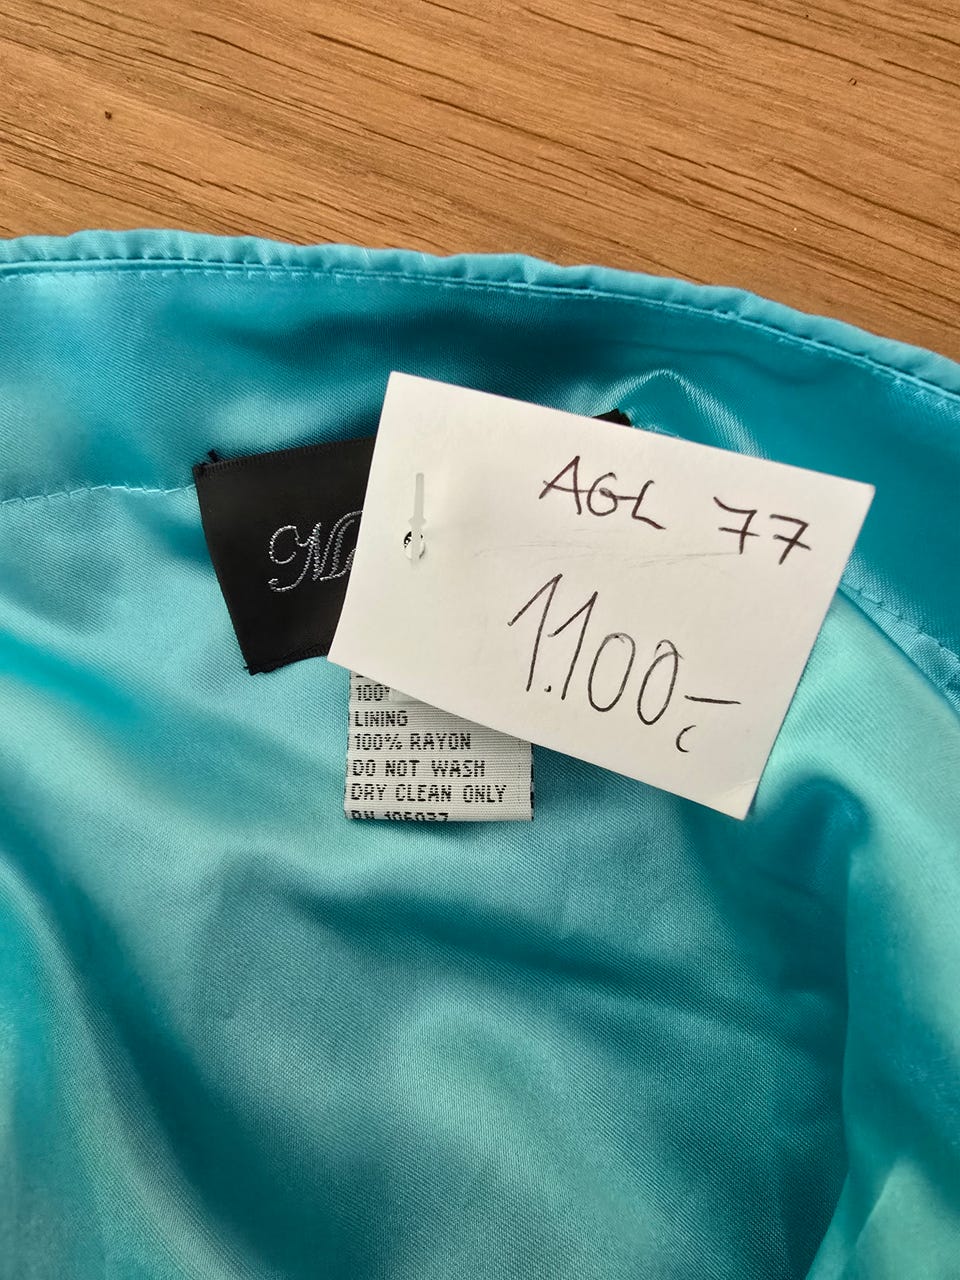 AGL 77
1.100,-
LINING
100% RAYON
DO NOT WASH
DRY CLEAN ONLY